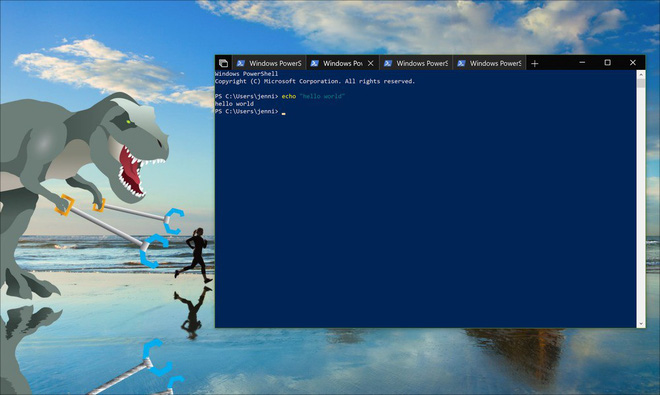 Windows PowerS Windows Pow Windows PowerS Windows PowerS
Windows PowerShell
Copyright (C) Microsoft Corporation. All rights reserved.
PS C:\Users\jenni> echo "hello world"
hello world
PS C:\Users\jenni>